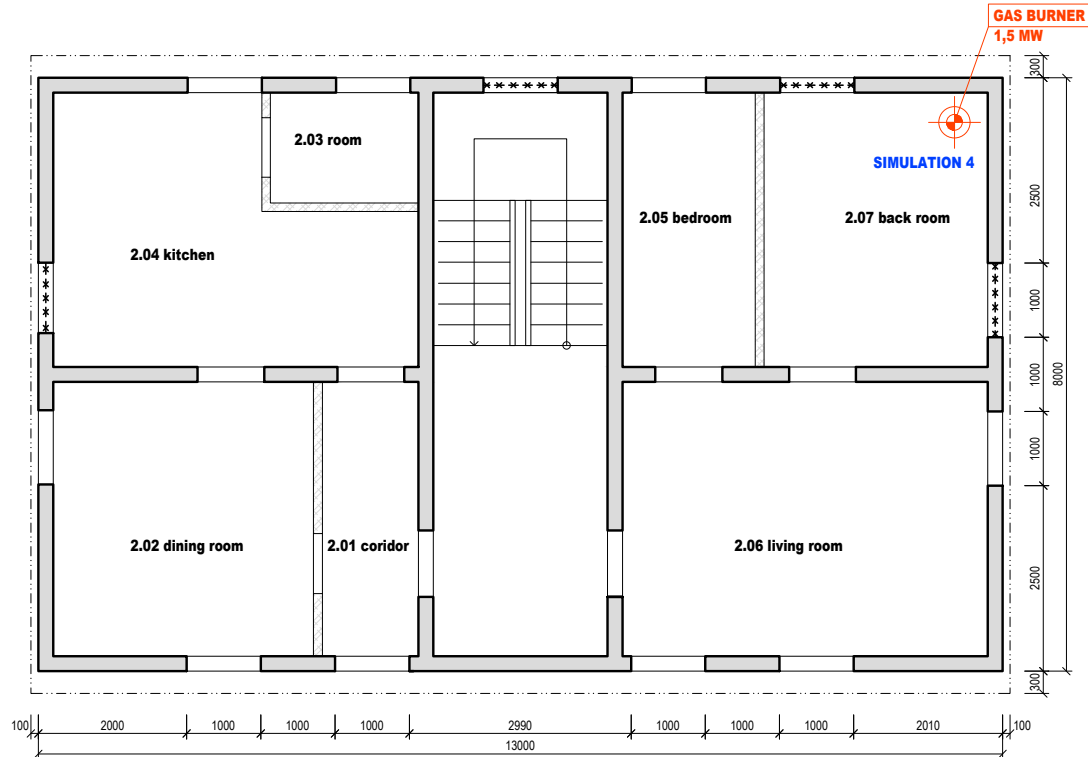 GAS BURNER
1,5 MW
300
2.03 room
SIMULATION 4
2500
2.05 bedroom
2.07 back room
2.04 kitchen
1000
1000
8000
1000
2.02 dining room
2.01 coridor
2.06 living room
2500
300
100
2000
1000
1000
1000
2990
1000
1000
1000
2010
100
13000